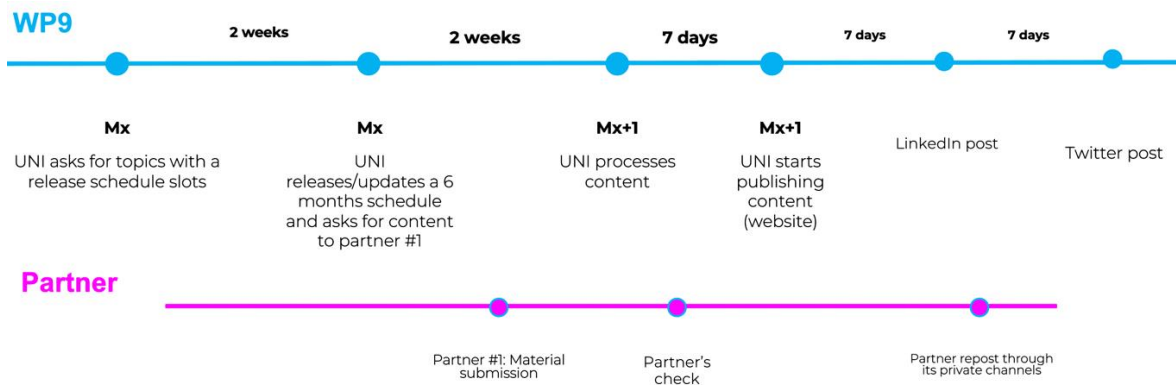 WP9
2 weeks
2 weeks
7 days
7 days
7 days
Mx
UNI asks for topics with a
release schedule slots
Mx
UNI
releases/updates a 6
months schedule
and asks for content
to partner #1
Mx+1
UNI processes
content
Mx+1
UNI starts
publishing
content
(website)
LinkedIn post
Twitter post
Partner
Partner #1: Material
submission
Partner’s
check
Partner repost through
its private channels